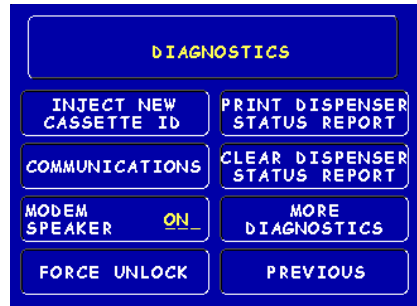 DIAGNOSTICS
INJECT NEW
CASSETTE ID
PRINT DISPENSER
STATUS REPORT
COMMUNICATIONS
CLEAR DISPENSER
STATUS REPORT
MODEM
SPEAKER ON
MORE
DIAGNOSTICS
FORCE UNLOCK
PREVIOUS